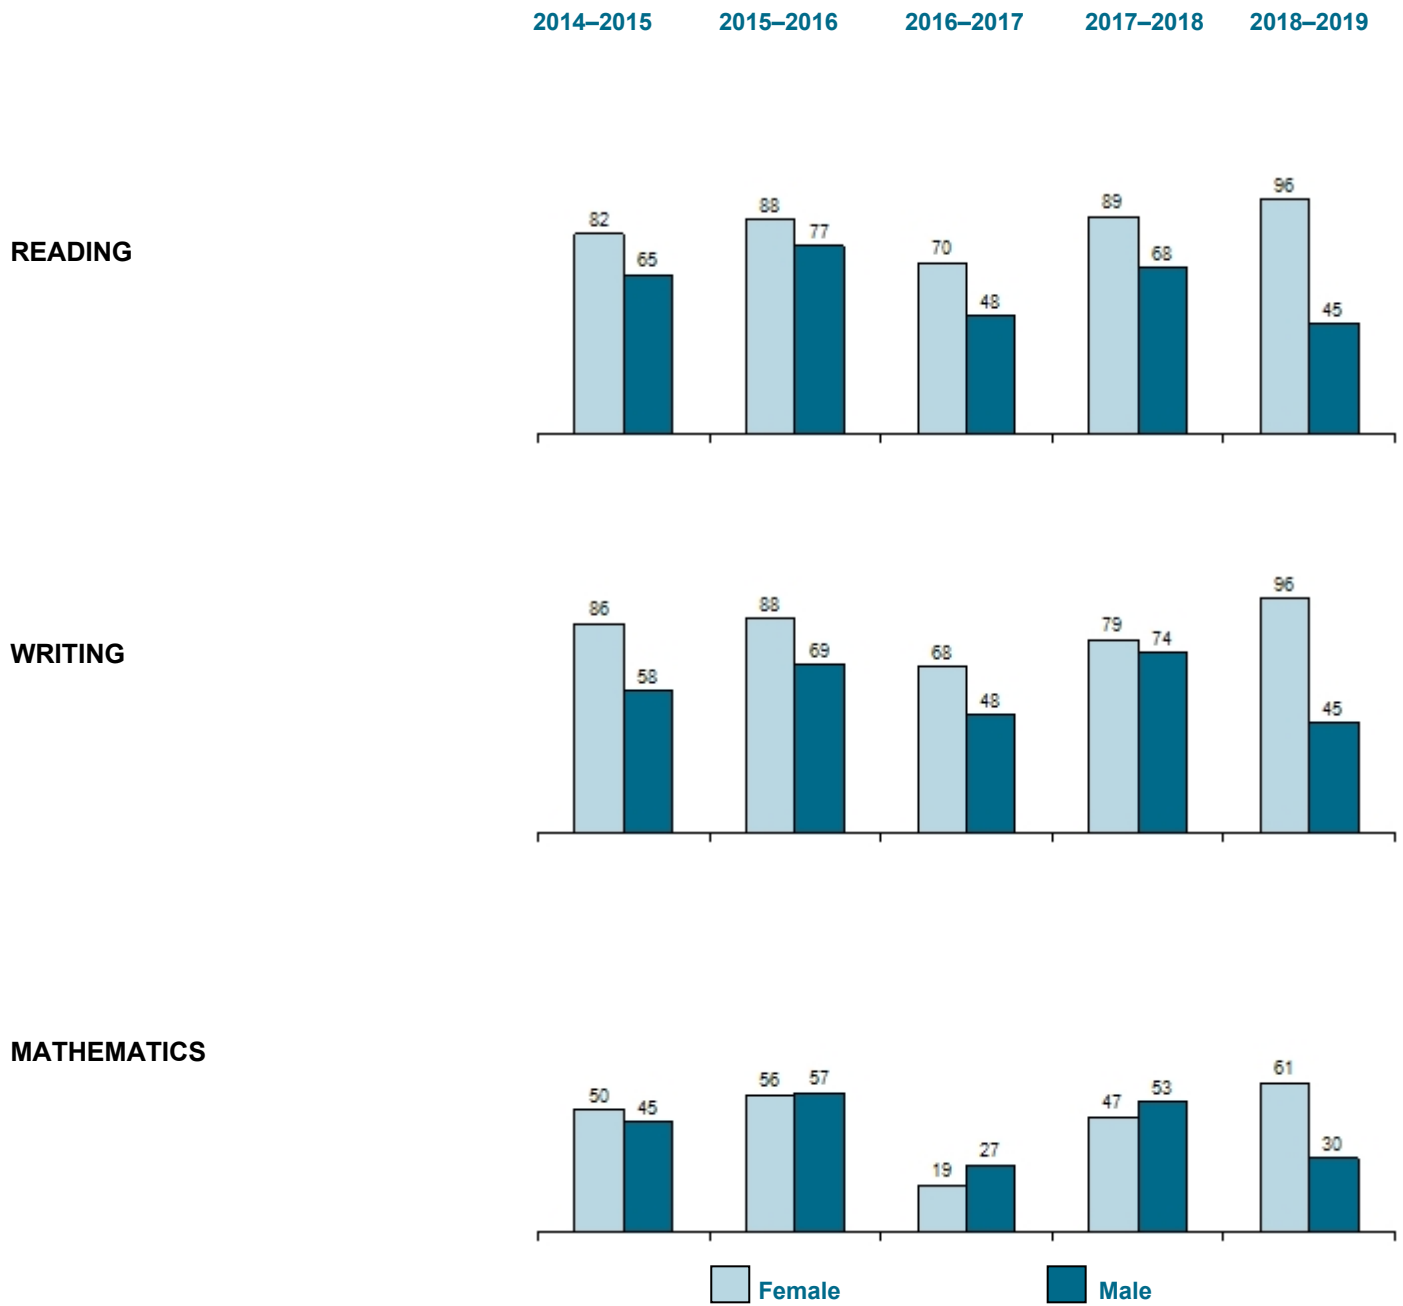 2014–2015 2015–2016 2016–2017 2017–2018 2018–2019
READING
82 65 88 77 70 48 89 68 96 45
WRITING
86 58 88 69 68 48 79 74 96 45
MATHEMATICS
50 45 56 57 19 27 47 53 61 30
Female Male